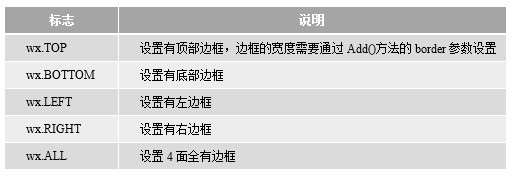 标志 说明
wx.TOP 设置有顶部边框，边框的宽度需要通过 Add()方法的 border 参数设置
wx.BOTTOM 设置有底部边框
wx.LEFT 设置有左边框
wx.RIGHT 设置有右边框
wx.ALL 设置 4 面全有边框